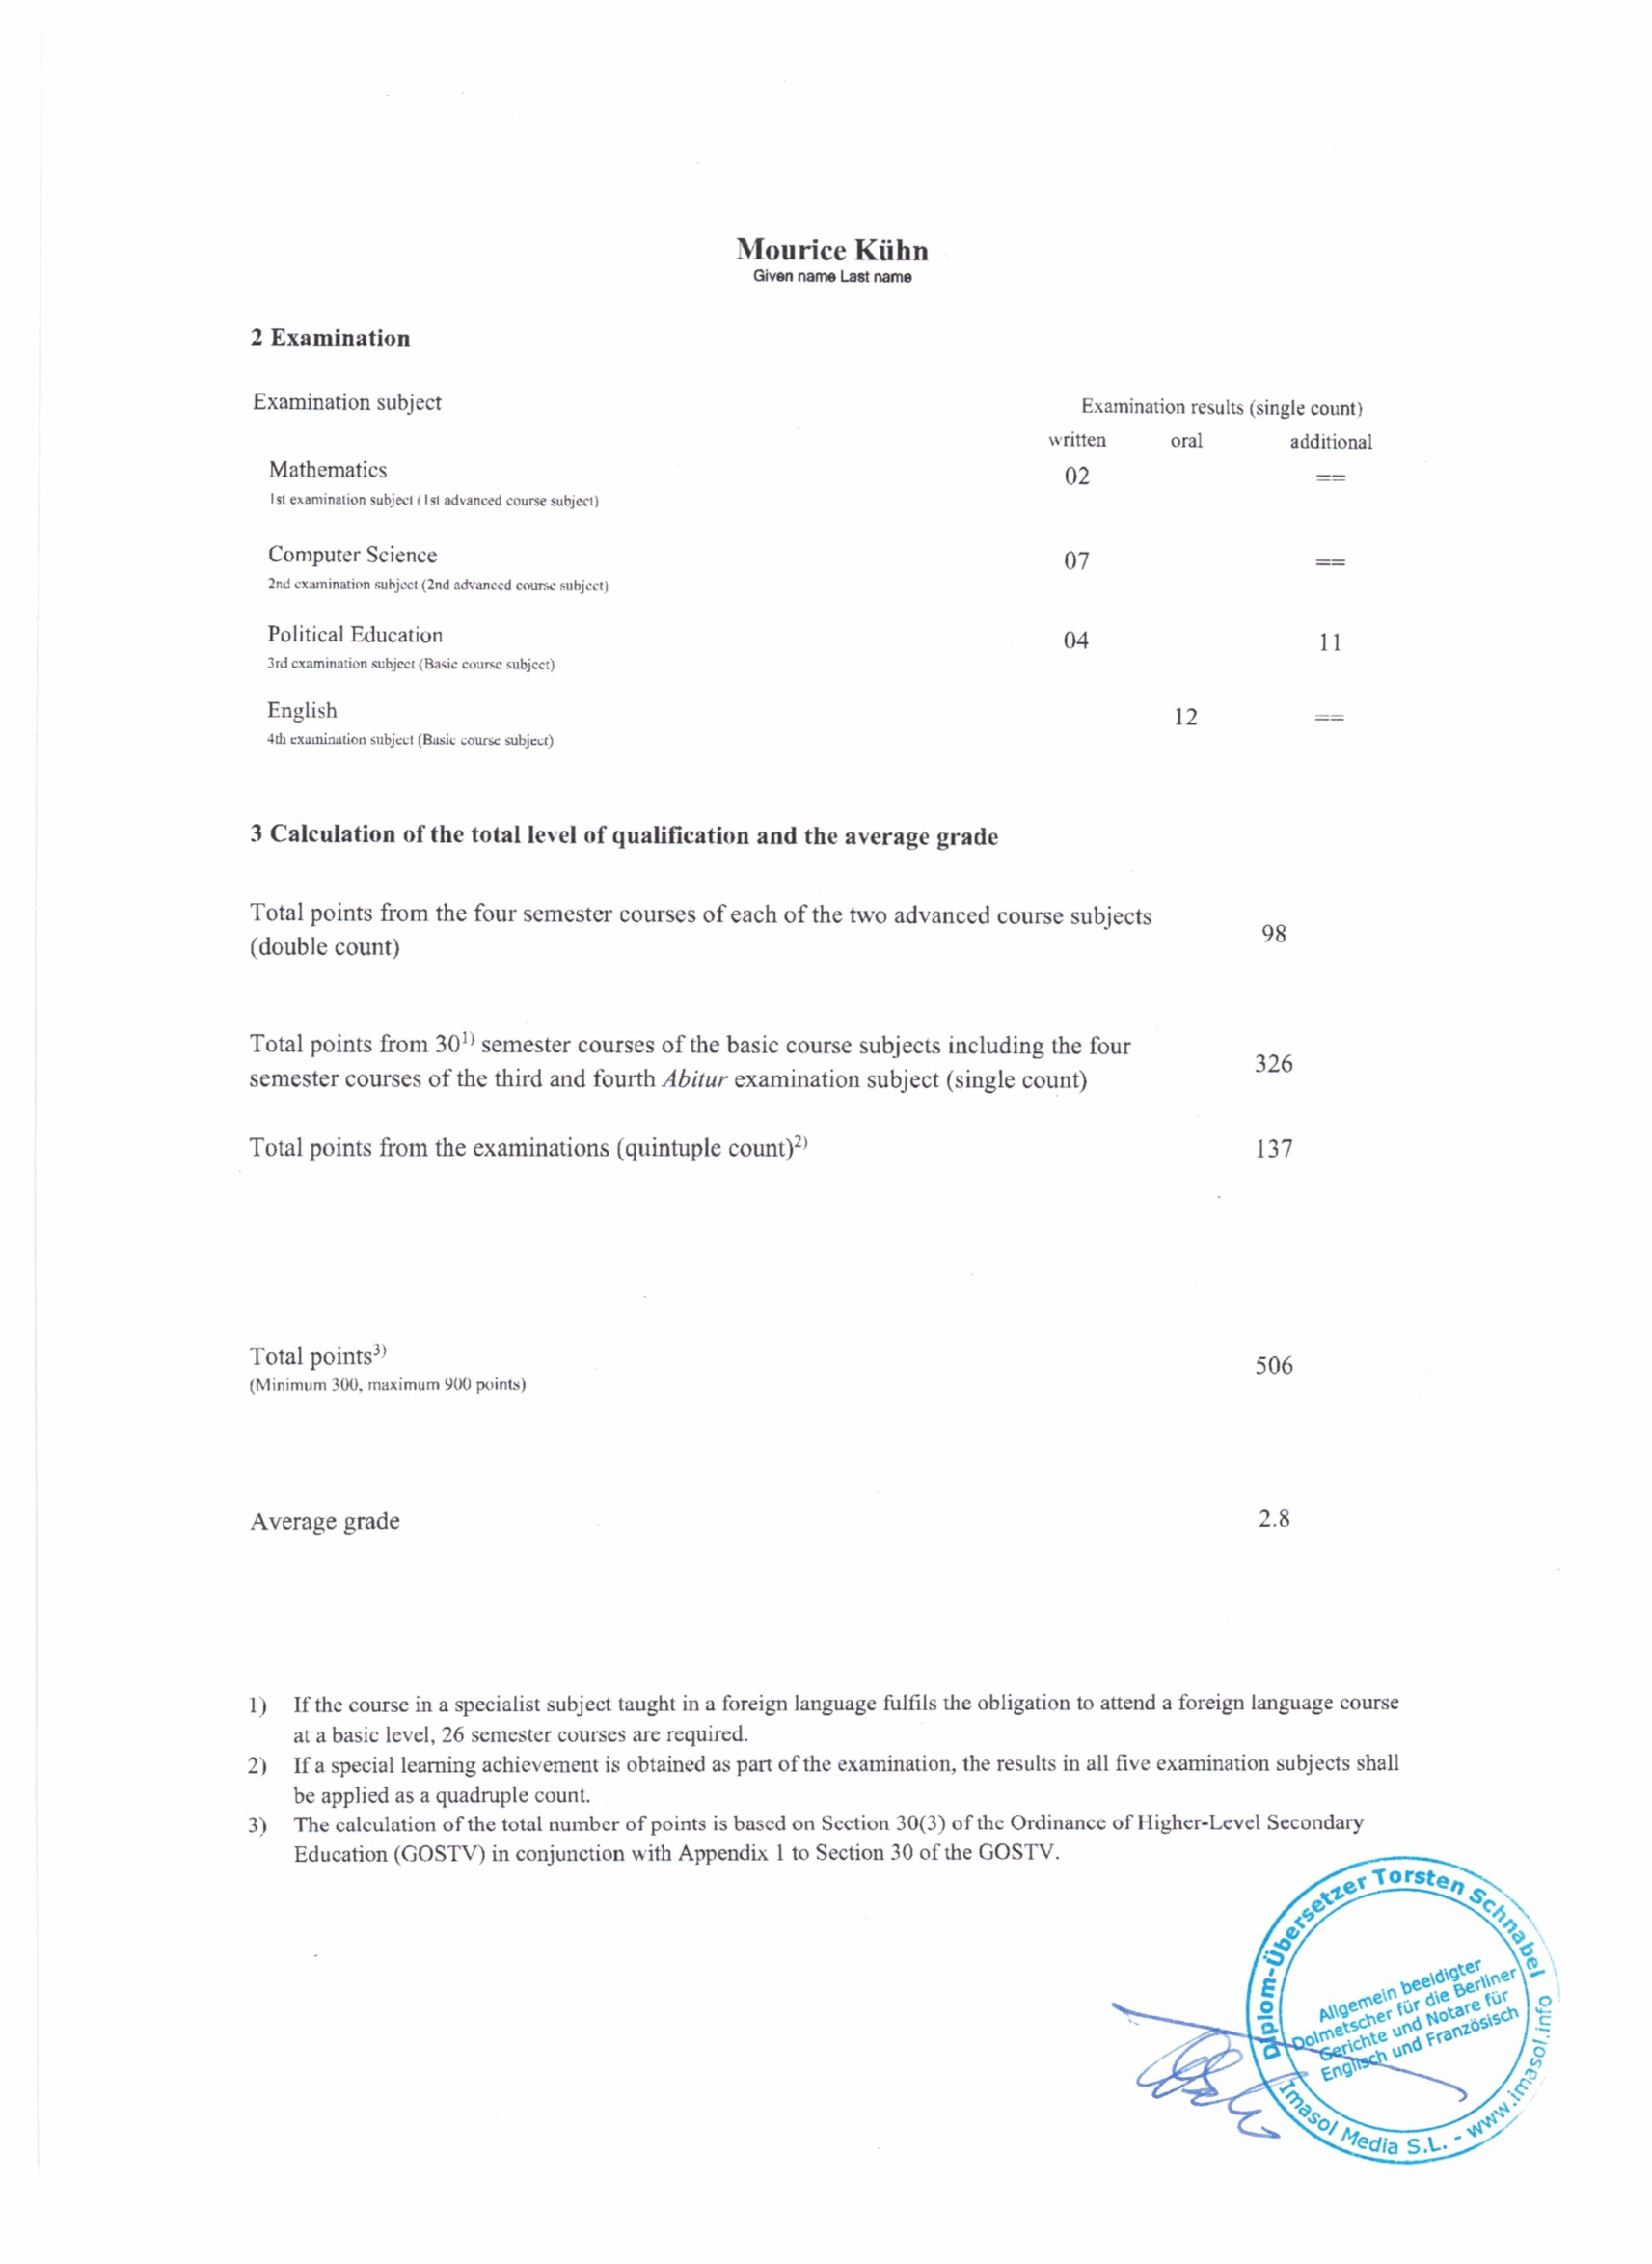 Mourice Kühn
Given name Last name
2 Examination
Examination subject
Examination results (single count)
written oral additional
Mathematics 02 ==
1st examination subject (1st advanced course subject)
Computer Science 07 ==
2nd examination subject (2nd advanced course subject)
Political Education 04 11
3rd examination subject (Basic course subject)
English 12 ==
4th examination subject (Basic course subject)
3 Calculation of the total level of qualification and the average grade
Total points from the four semester courses of each of the two advanced course subjects
(double count)
98
Total points from 30¹⁾ semester courses of the basic course subjects including the four
semester courses of the third and fourth Abitur examination subject (single count)
326
Total points from the examinations (quintuple count)²⁾ 137
Total points³⁾ 506
(Minimum 300, maximum 900 points)
Average grade 2.8
1) If the course in a specialist subject taught in a foreign language fulfils the obligation to attend a foreign language course
at a basic level, 26 semester courses are required.
2) If a special learning achievement is obtained as part of the examination, the results in all five examination subjects shall
be applied as a quadruple count.
3) The calculation of the total number of points is based on Section 30(3) of the Ordinance of Higher-Level Secondary
Education (GOSTV) in conjunction with Appendix 1 to Section 30 of the GOSTV.
Diplom-Übersetzer Torsten Schnabel
Allgemein beeidigter
Dolmetscher für die Berliner
Gerichte und Notare für
Englisch und Französisch
Imasol Media S.L. - www.imasol.info